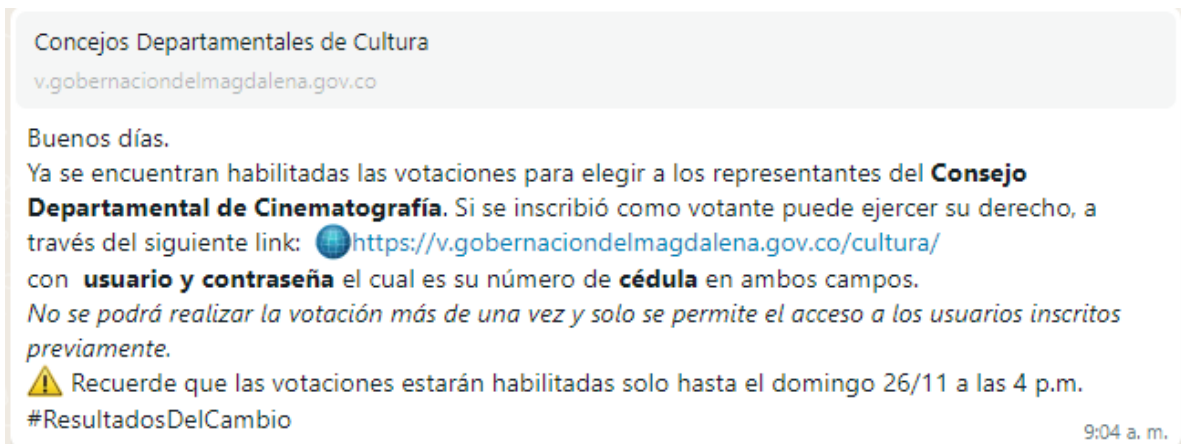 Concejos Departamentales de Cultura
v.gobernaciondelmagdalena.gov.co
Buenos días.
Ya se encuentran habilitadas las votaciones para elegir a los representantes del Consejo
Departamental de Cinematografía. Si se inscribió como votante puede ejercer su derecho, a
través del siguiente link: 🌐https://v.gobernaciondelmagdalena.gov.co/cultura/
con usuario y contraseña el cual es su número de cédula en ambos campos.
No se podrá realizar la votación más de una vez y solo se permite el acceso a los usuarios inscritos
previamente.
⚠️ Recuerde que las votaciones estarán habilitadas solo hasta el domingo 26/11 a las 4 p.m.
#ResultadosDelCambio
9:04 a. m.